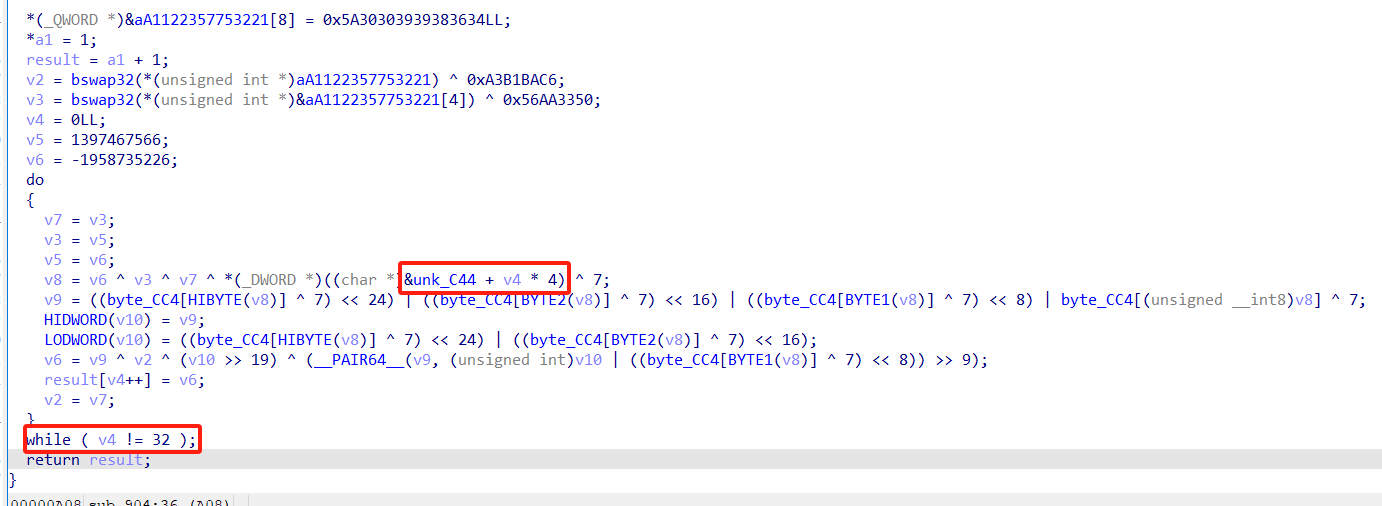 *(_QWORD *)&aA1122357753221[8] = 0x5A30303939383634LL;
*a1 = 1;
result = a1 + 1;
v2 = bswap32(*(unsigned int *)aA1122357753221) ^ 0xA3B1BAC6;
v3 = bswap32(*(unsigned int *)&aA1122357753221[4]) ^ 0x56AA3350;
v4 = 0LL;
v5 = 1397467566;
v6 = -1958735226;
do
{
v7 = v3;
v3 = v5;
v5 = v6;
v8 = v6 ^ v3 ^ v7 ^ *(_DWORD *)((char *)&unk_C44 + v4 * 4) ^ 7;
v9 = ((byte_CC4[HIBYTE(v8)] ^ 7) << 24) | ((byte_CC4[BYTE2(v8)] ^ 7) << 16) | ((byte_CC4[BYTE1(v8)] ^ 7) << 8) | byte_CC4[(unsigned __int8)v8] ^ 7;
HIDWORD(v10) = v9;
LODWORD(v10) = ((byte_CC4[HIBYTE(v8)] ^ 7) << 24) | ((byte_CC4[BYTE2(v8)] ^ 7) << 16);
v6 = v9 ^ v2 ^ (v10 >> 19) ^ (__PAIR64__(v9, (unsigned int)v10 | ((byte_CC4[BYTE1(v8)] ^ 7) << 8)) >> 9);
result[v4++] = v6;
v2 = v7;
}
while ( v4 != 32 );
return result;
}
00000A08 sub_904:36 (A08)